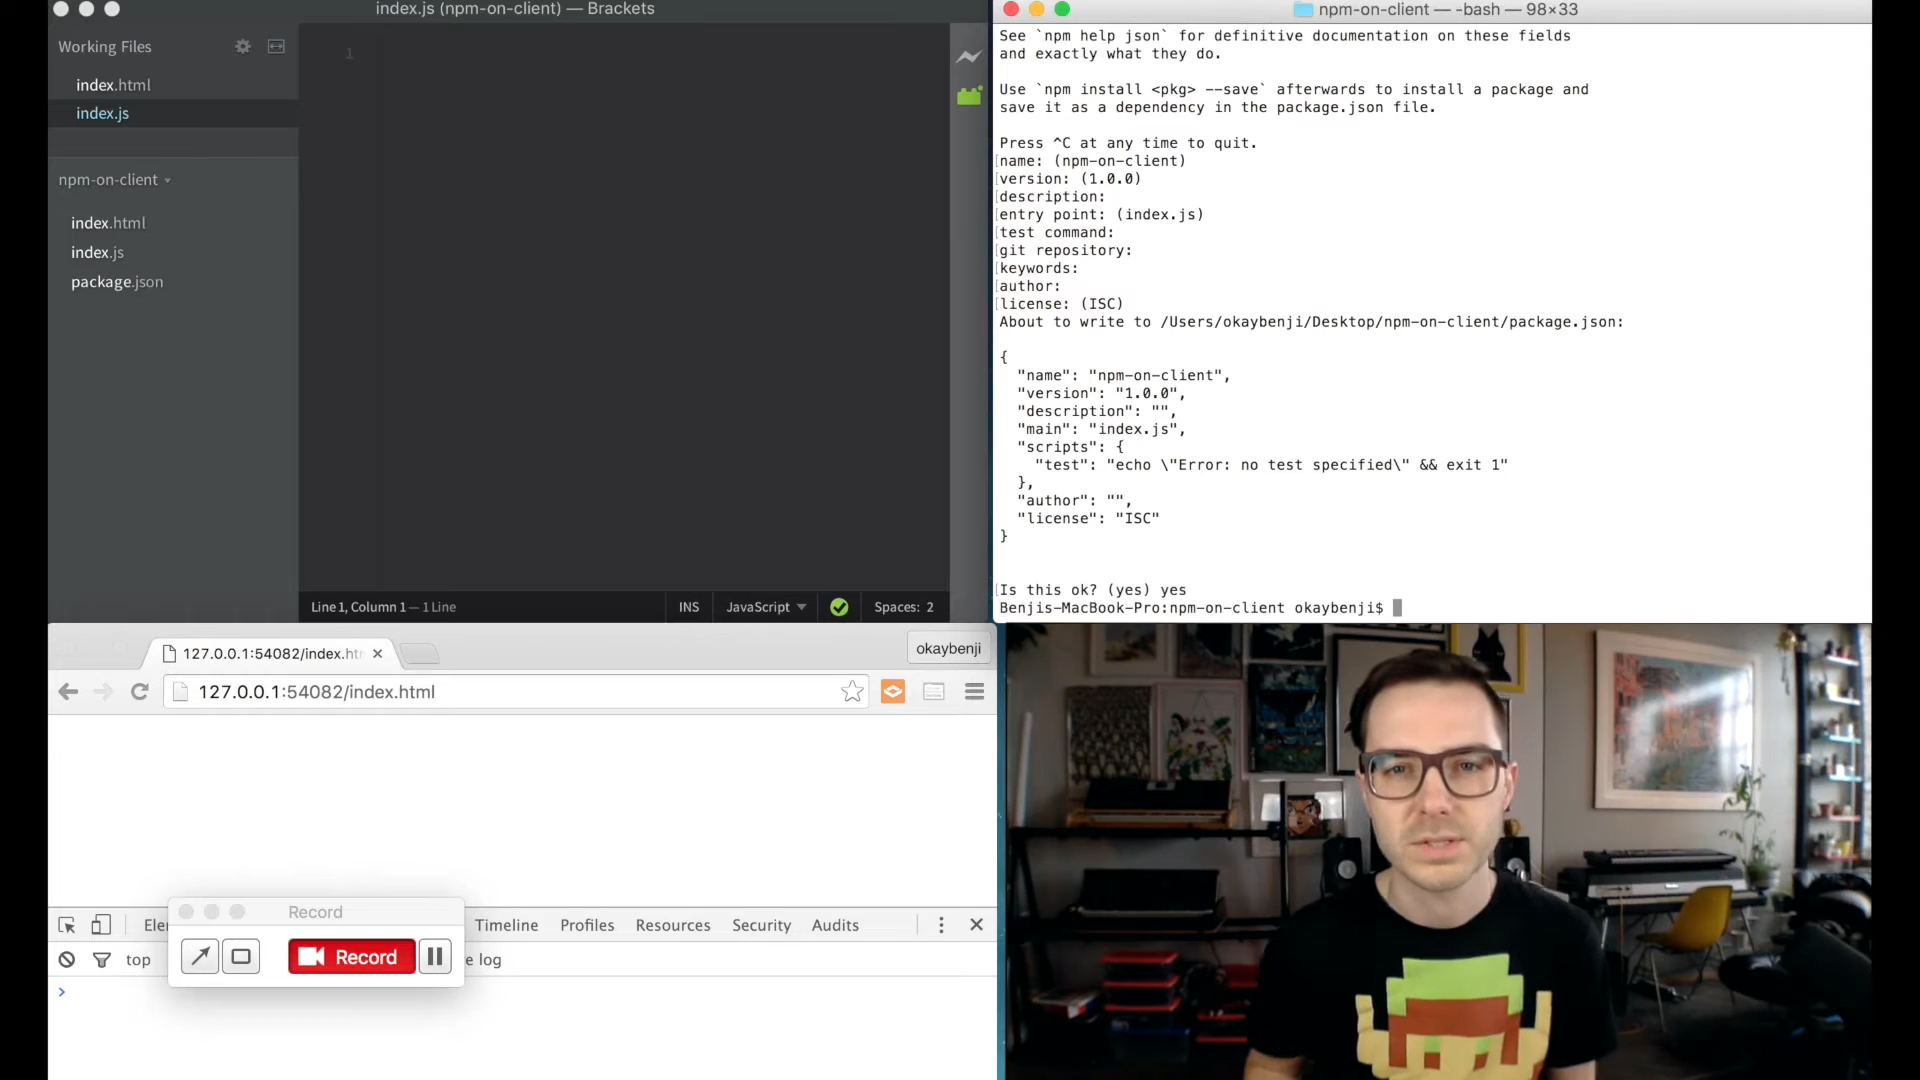 index.js (npm-on-client) — Brackets
Working Files
index.html
index.js
npm-on-client
index.html
index.js
package.json
1
Line 1, Column 1 — 1 Line
INS
JavaScript
Spaces: 2
npm-on-client — -bash — 98×33
See `npm help json` for definitive documentation on these fields
and exactly what they do.
Use `npm install <pkg> --save` afterwards to install a package and
save it as a dependency in the package.json file.
Press ^C at any time to quit.
name: (npm-on-client)
version: (1.0.0)
description:
entry point: (index.js)
test command:
git repository:
keywords:
author:
license: (ISC)
About to write to /Users/okaybenji/Desktop/npm-on-client/package.json:
{
"name": "npm-on-client",
"version": "1.0.0",
"description": "",
"main": "index.js",
"scripts": {
"test": "echo \"Error: no test specified\" && exit 1"
},
"author": "",
"license": "ISC"
}
Is this ok? (yes) yes
Benjis-MacBook-Pro:npm-on-client okaybenji$
127.0.0.1:54082/index.ht
okaybenji
127.0.0.1:54082/index.html
Record
Ele
Timeline
Profiles
Resources
Security
Audits
top
Record
e log
>